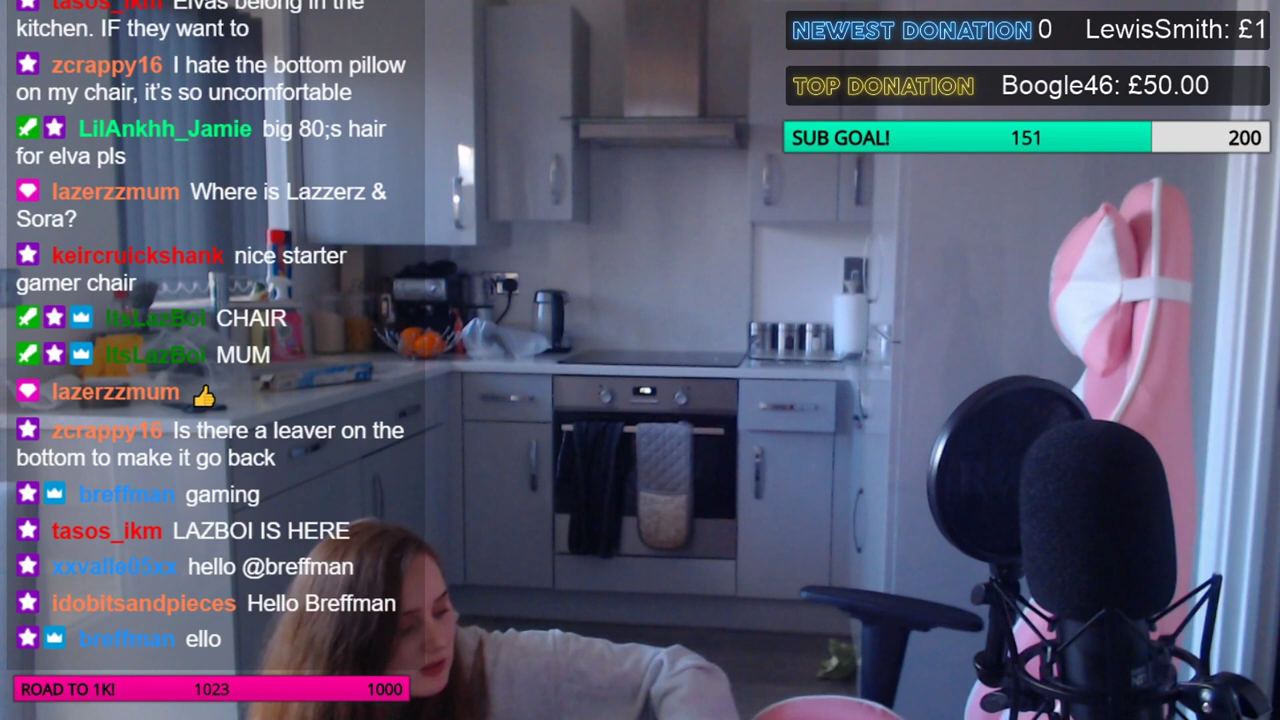 tasos_ikm Elvas belong in the
kitchen. IF they want to
zcrappy16 I hate the bottom pillow
on my chair, it's so uncomfortable
LilAnkhh_Jamie big 80;s hair
for elva pls
lazerzzmum Where is Lazzerz &
Sora?
keircruickshank nice starter
gamer chair
ItsLazBoi CHAIR
ItsLazBoi MUM
lazerzzmum 👍
zcrappy16 Is there a leaver on the
bottom to make it go back
breffman gaming
tasos_ikm LAZBOI IS HERE
xxvalle05xx hello @breffman
idobitsandpieces Hello Breffman
breffman ello
ROAD TO 1K! 1023 1000
NEWEST DONATION 0 LewisSmith: £1
TOP DONATION Boogle46: £50.00
SUB GOAL! 151 200